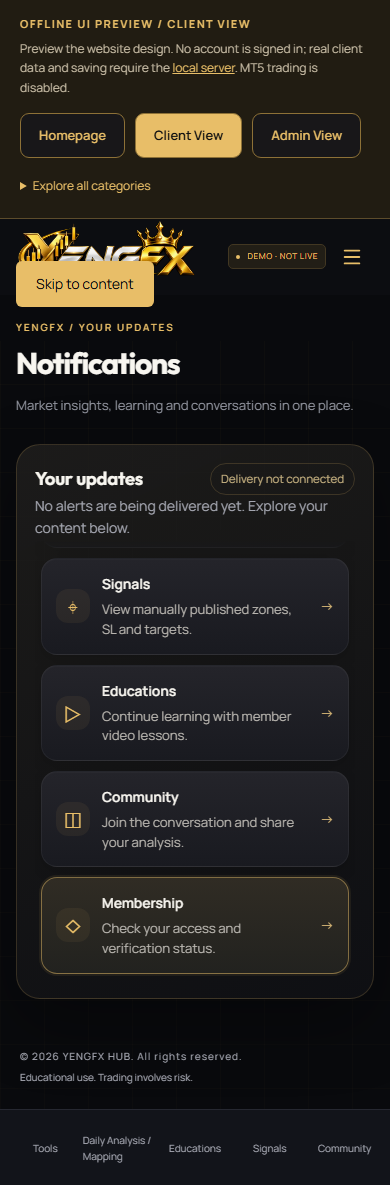 OFFLINE UI PREVIEW / CLIENT VIEW
Preview the website design. No account is signed in; real client
data and saving require the local server. MT5 trading is
disabled.
Homepage
Client View
Admin View
▶ Explore all categories
YENGFX
DEMO · NOT LIVE
Skip to content
YENGFX / YOUR UPDATES
Notifications
Market insights, learning and conversations in one place.
Your updates
Delivery not connected
No alerts are being delivered yet. Explore your
content below.
Signals
View manually published zones,
SL and targets.
→
Educations
Continue learning with member
video lessons.
→
Community
Join the conversation and share
your analysis.
→
Membership
Check your access and
verification status.
→
© 2026 YENGFX HUB. All rights reserved.
Educational use. Trading involves risk.
Tools
Daily Analysis /
Mapping
Educations
Signals
Community